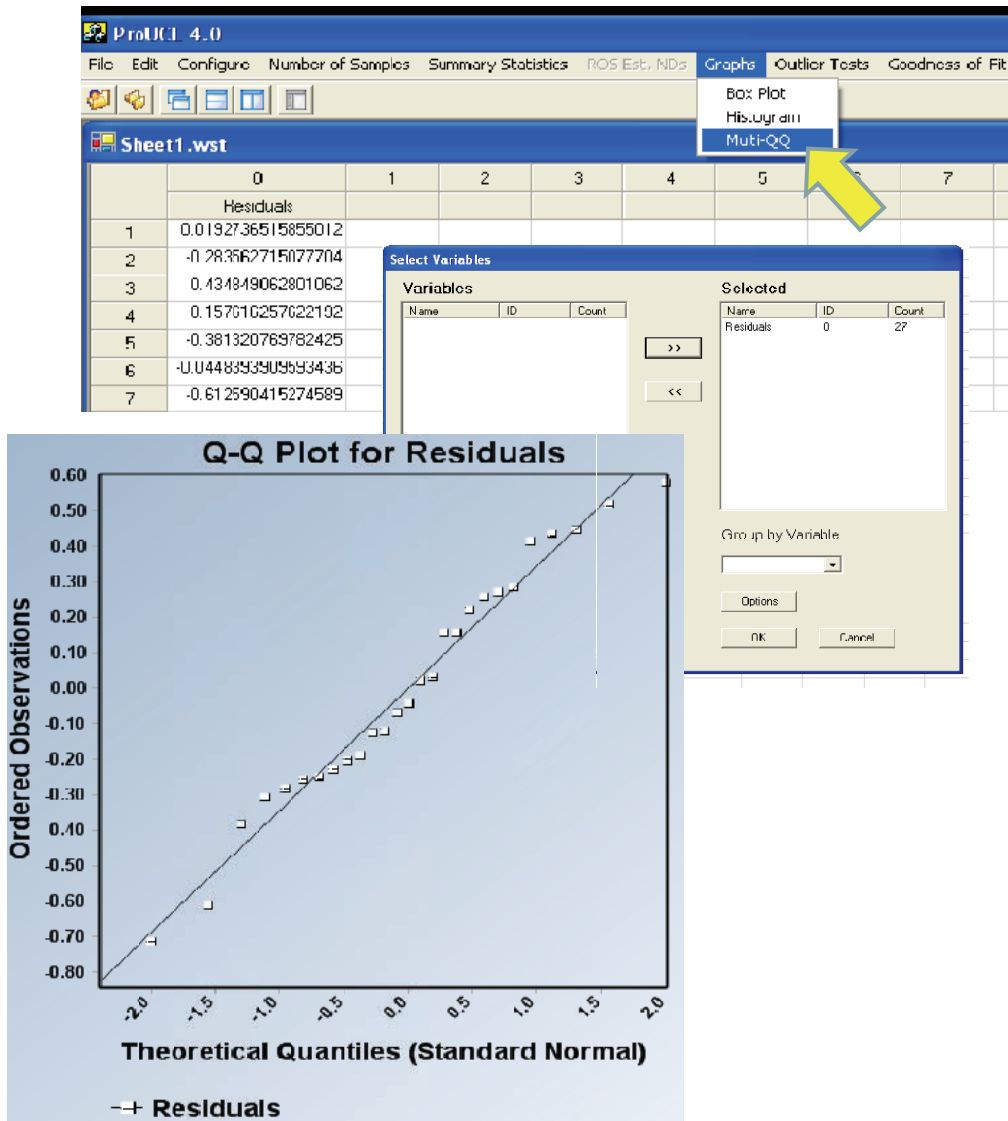 ProUCL 4.0
File Edit Configure Number of Samples Summary Statistics ROS Est. NDs Graphs Outlier Tests Goodness of Fit
Box Plot
Histogram
Muti-QQ
Sheet1.wst
0 1 2 3 4 5 6 7
Residuals
1 0.0192736515855012
2 -0.283562715077704
3 0.434849062801062
4 0.157616257622192
5 -0.381320769782425
6 -0.0448393909593436
7 -0.612590415274589
Select Variables
Variables
Name ID Count
>>
<<
Selected
Name ID Count
Residuals 0 27
Group by Variable
Options
OK Cancel
Q-Q Plot for Residuals
Ordered Observations
0.60
0.50
0.40
0.30
0.20
0.10
0.00
-0.10
-0.20
-0.30
-0.40
-0.50
-0.60
-0.70
-0.80
-2.0 -1.5 -1.0 -0.5 0.0 0.5 1.0 1.5 2.0
Theoretical Quantiles (Standard Normal)
Residuals